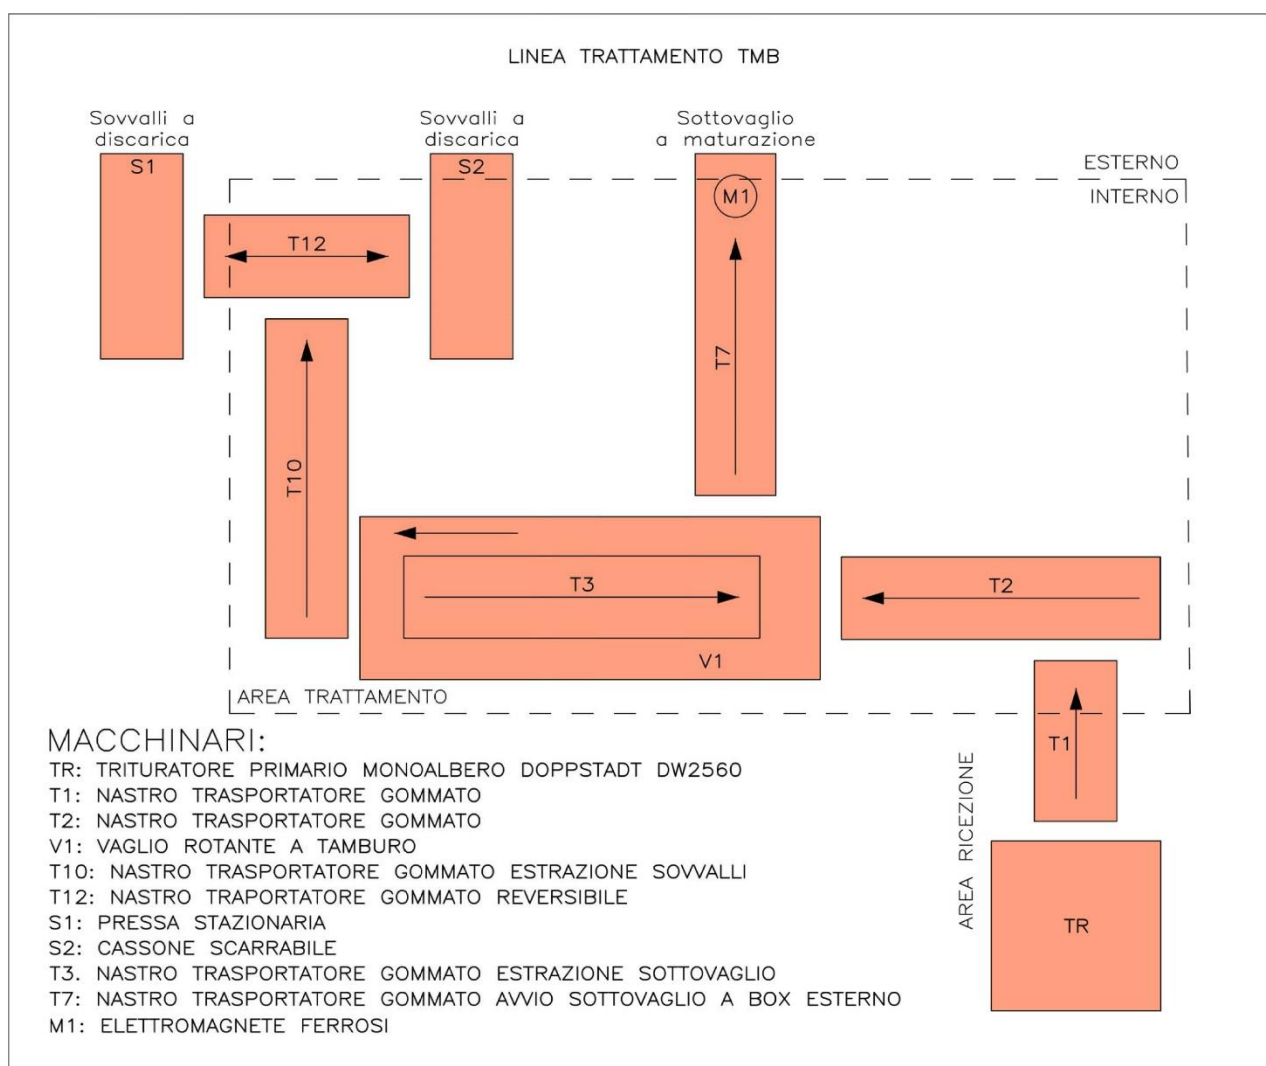 LINEA TRATTAMENTO TMB
Sovvalli a
discarica
Sovvalli a
discarica
Sottovaglio
a maturazione
S1
S2
ESTERNO
INTERNO
M1
T12
T7
T10
T3
T2
V1
AREA TRATTAMENTO
T1
AREA RICEZIONE
TR
MACCHINARI:
TR: TRITURATORE PRIMARIO MONOALBERO DOPPSTADT DW2560
T1: NASTRO TRASPORTATORE GOMMATO
T2: NASTRO TRASPORTATORE GOMMATO
V1: VAGLIO ROTANTE A TAMBURO
T10: NASTRO TRASPORTATORE GOMMATO ESTRAZIONE SOVVALLI
T12: NASTRO TRAPORTATORE GOMMATO REVERSIBILE
S1: PRESSA STAZIONARIA
S2: CASSONE SCARRABILE
T3. NASTRO TRASPORTATORE GOMMATO ESTRAZIONE SOTTOVAGLIO
T7: NASTRO TRASPORTATORE GOMMATO AVVIO SOTTOVAGLIO A BOX ESTERNO
M1: ELETTROMAGNETE FERROSI